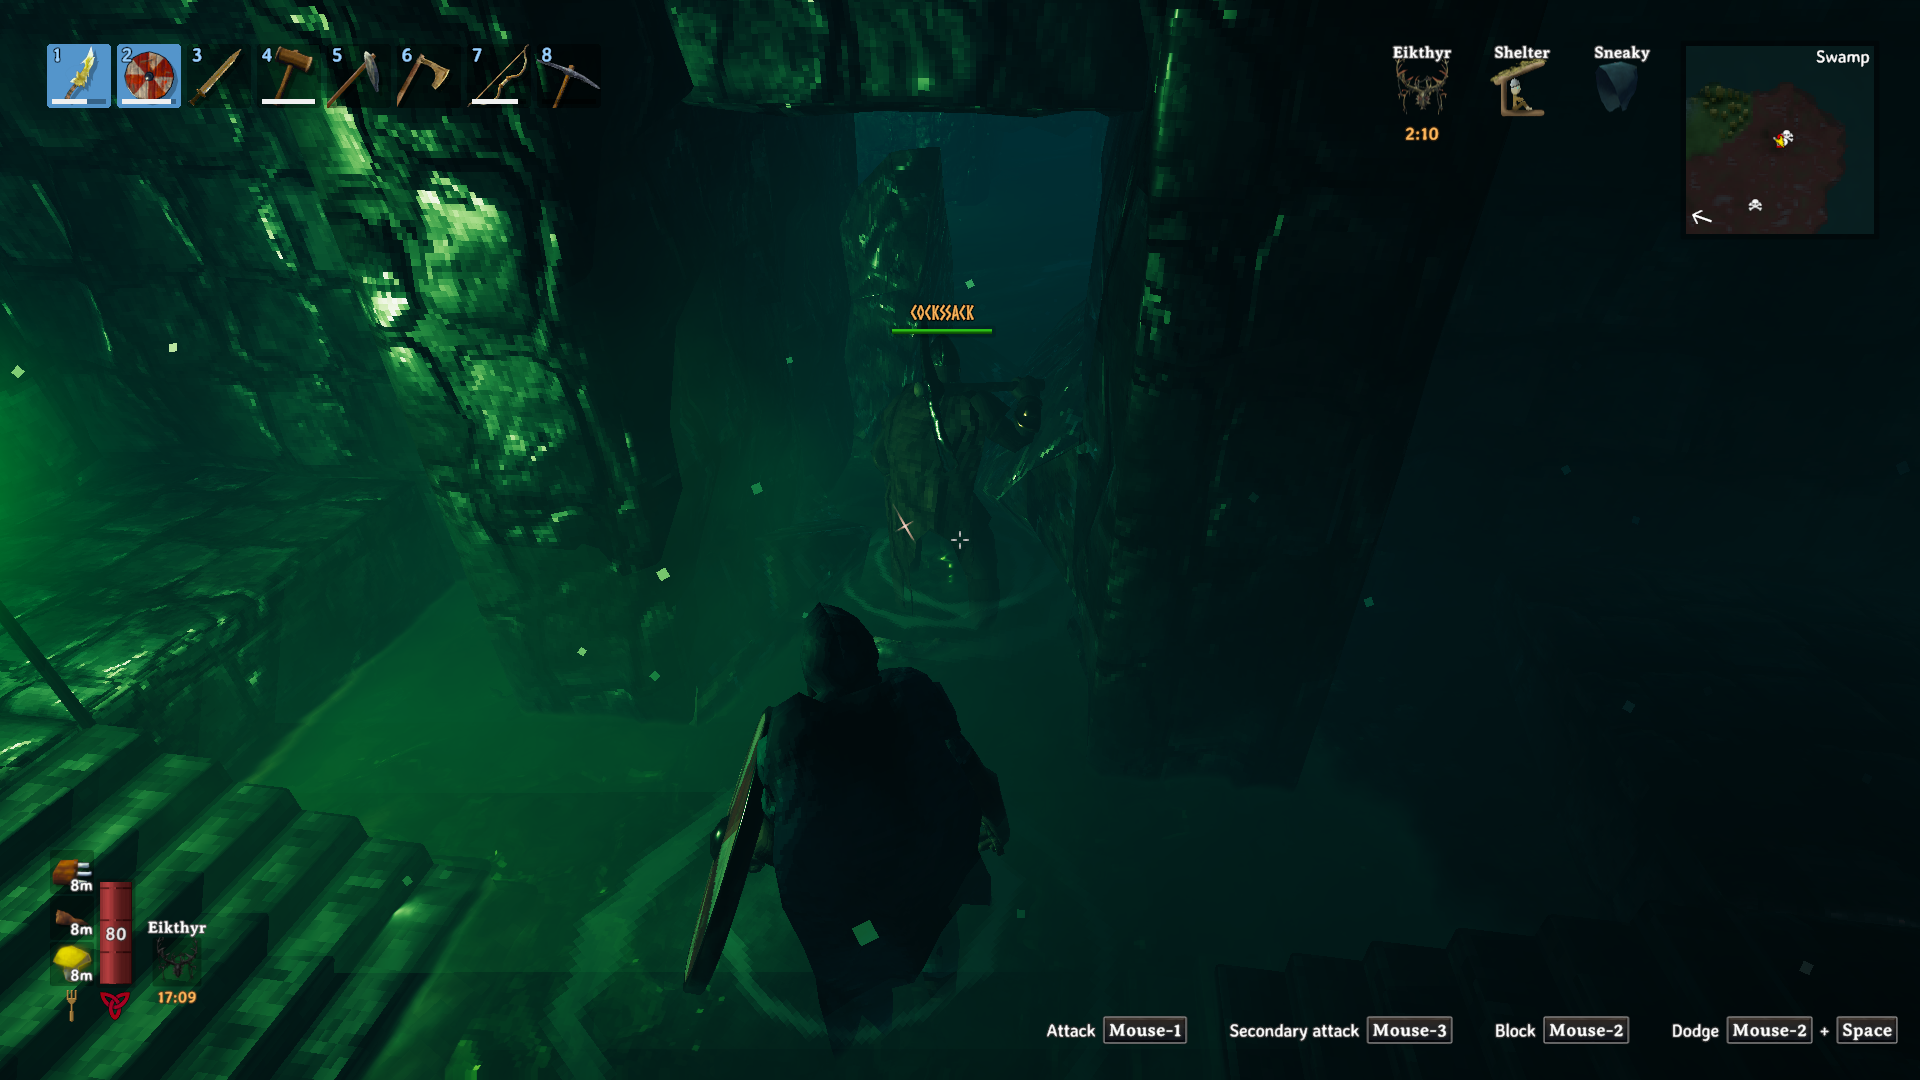 1 2 3 4 5 6 7 8
Eikthyr
Shelter
Sneaky
2:10
Swamp
COCKSSACK
8m
8m
8m
80
Eikthyr
17:09
Attack Mouse-1 Secondary attack Mouse-3 Block Mouse-2 Dodge Mouse-2 + Space